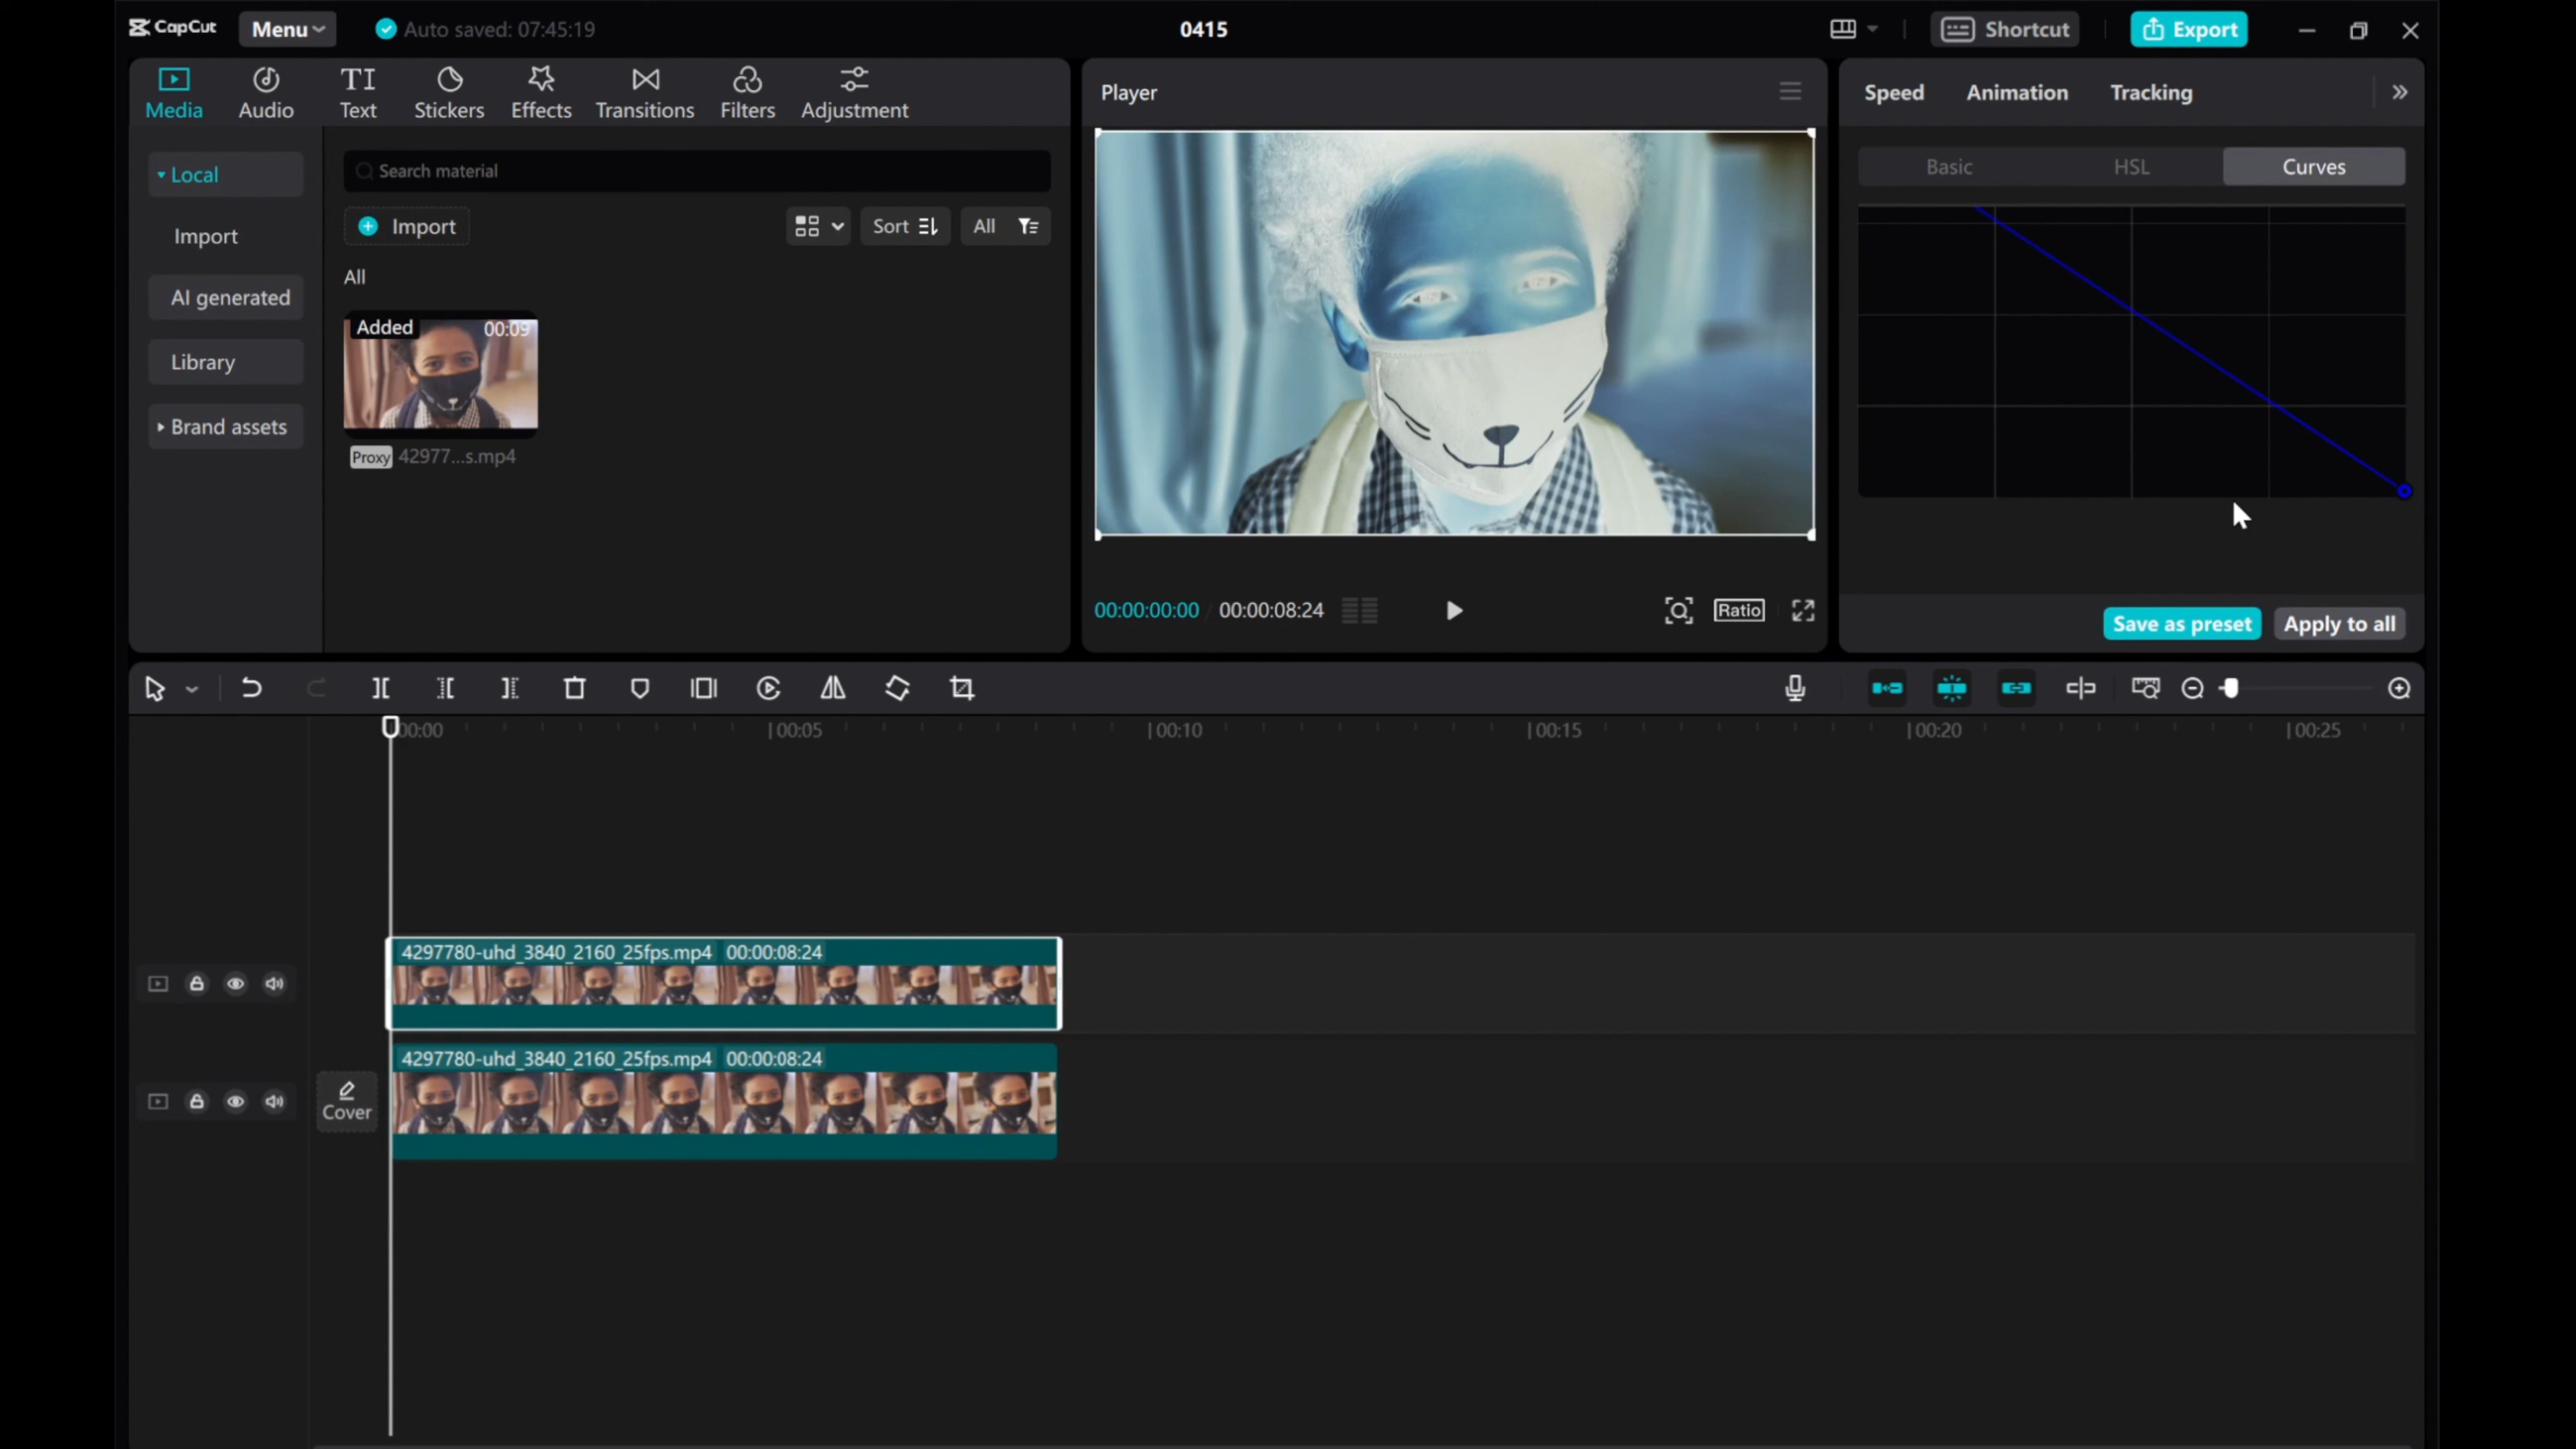 CapCut
Menu
Auto saved: 07:45:19
0415
Shortcut
Export
Media
Audio
TI
Text
Stickers
Effects
Transitions
Filters
Adjustment
Local
Import
AI generated
Library
Brand assets
Search material
Import
Sort
All
All
Added
00:09
Proxy
42977...s.mp4
Player
00:00:00:00
00:00:08:24
Ratio
Speed
Animation
Tracking
Basic
HSL
Curves
Save as preset
Apply to all
00:00
00:05
00:10
00:15
00:20
00:25
4297780-uhd_3840_2160_25fps.mp4 00:00:08:24
Cover
4297780-uhd_3840_2160_25fps.mp4 00:00:08:24